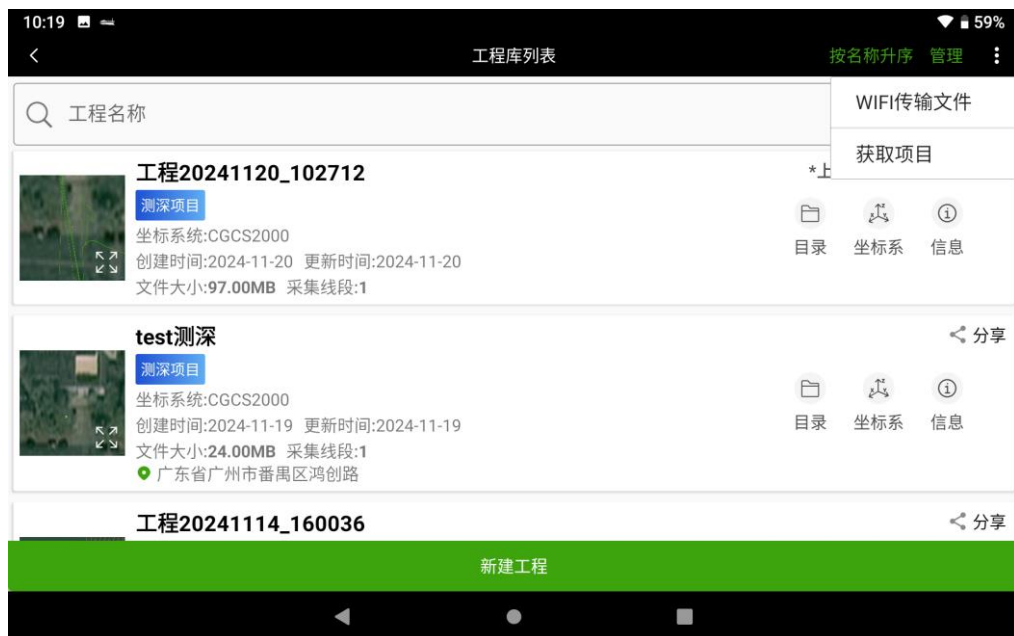 10:19
59%
工程库列表
按名称升序 管理
工程名称
WIFI传输文件
获取项目
工程20241120_102712
*上
测深项目
坐标系统:CGCS2000
创建时间:2024-11-20 更新时间:2024-11-20
文件大小:97.00MB 采集线段:1
目录 坐标系 信息
test测深
分享
测深项目
坐标系统:CGCS2000
创建时间:2024-11-19 更新时间:2024-11-19
文件大小:24.00MB 采集线段:1
广东省广州市番禺区鸿创路
目录 坐标系 信息
工程20241114_160036
分享
新建工程